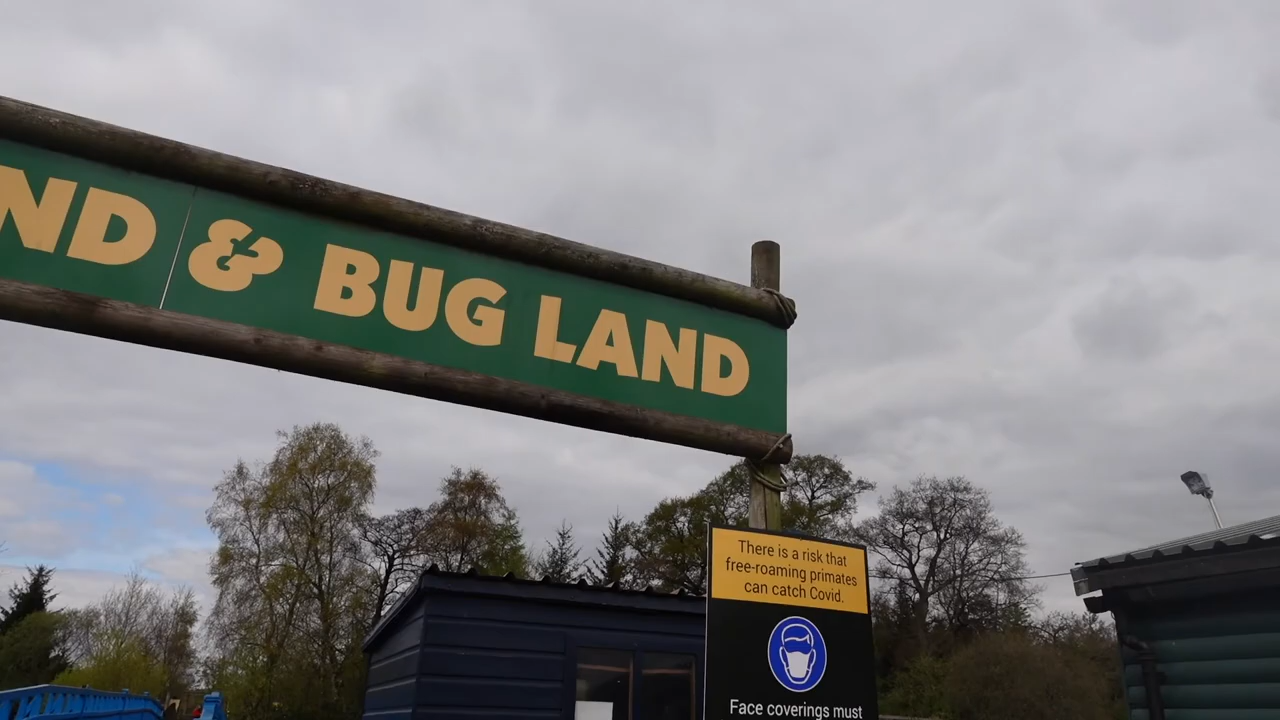 ND & BUG LAND
There is a risk that
free-roaming primates
can catch Covid.
Face coverings must